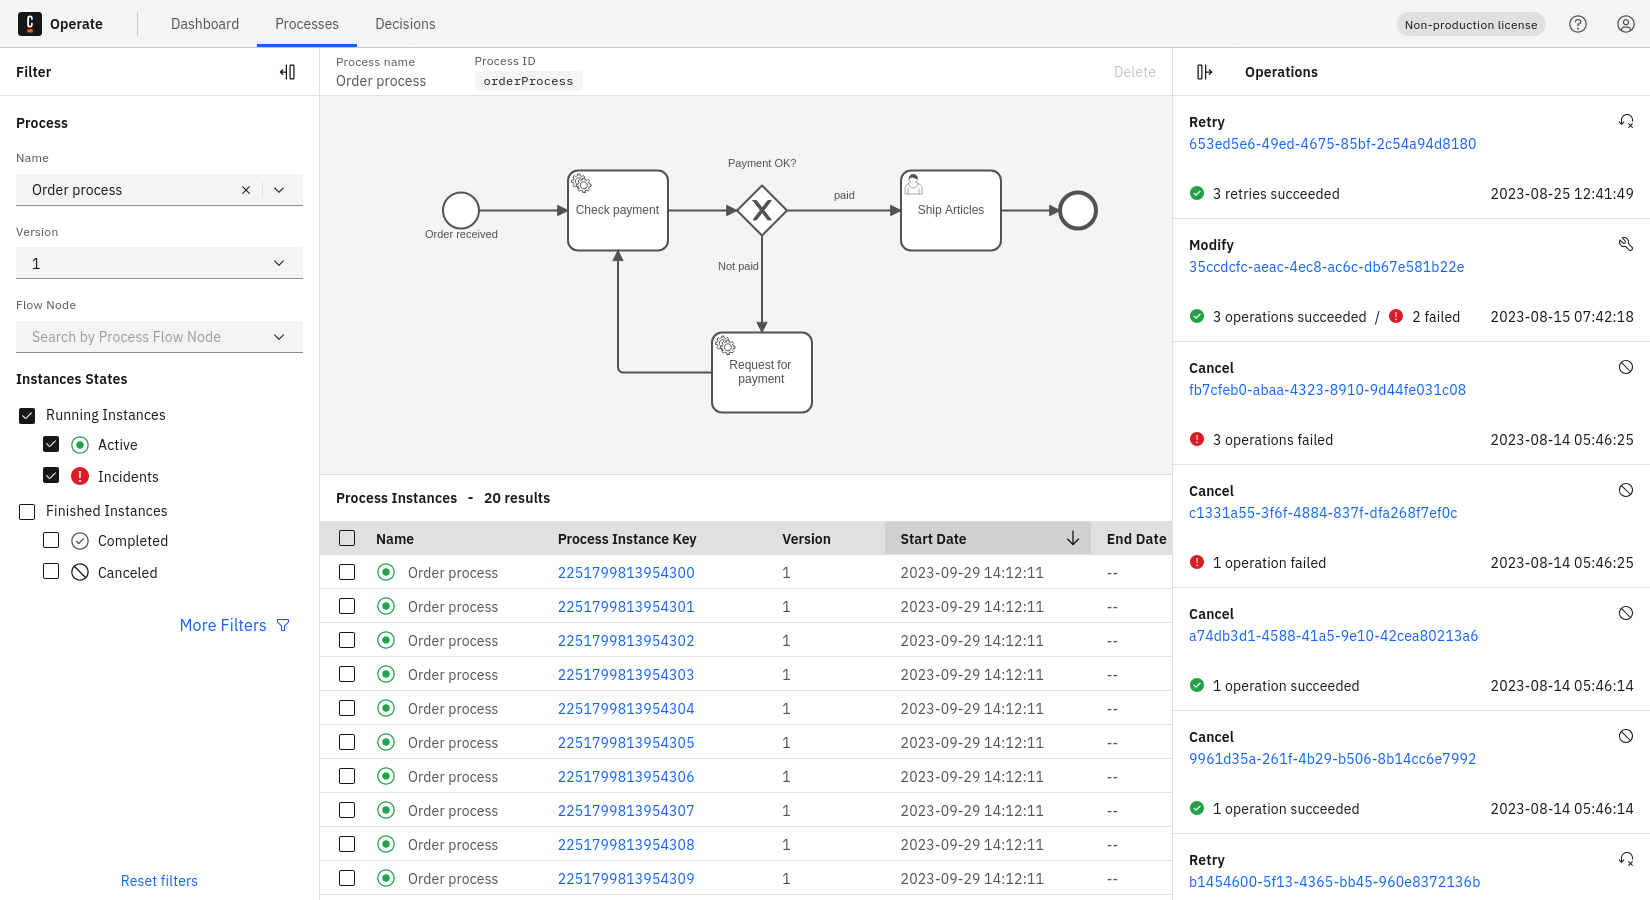 Operate
Dashboard
Processes
Decisions
Non-production license
Filter
Process
Name
Order process
Version
1
Flow Node
Search by Process Flow Node
Instances States
Running Instances
Active
Incidents
Finished Instances
Completed
Canceled
More Filters
Reset filters
Process name
Order process
Process ID
orderProcess
Delete
Order received
Check payment
Payment OK?
paid
Ship Articles
Not paid
Request for
payment
Process Instances - 20 results
Name Process Instance Key Version Start Date End Date
Order process 2251799813954300 1 2023-09-29 14:12:11 --
Order process 2251799813954301 1 2023-09-29 14:12:11 --
Order process 2251799813954302 1 2023-09-29 14:12:11 --
Order process 2251799813954303 1 2023-09-29 14:12:11 --
Order process 2251799813954304 1 2023-09-29 14:12:11 --
Order process 2251799813954305 1 2023-09-29 14:12:11 --
Order process 2251799813954306 1 2023-09-29 14:12:11 --
Order process 2251799813954307 1 2023-09-29 14:12:11 --
Order process 2251799813954308 1 2023-09-29 14:12:11 --
Order process 2251799813954309 1 2023-09-29 14:12:11 --
Operations
Retry
653ed5e6-49ed-4675-85bf-2c54a94d8180
3 retries succeeded 2023-08-25 12:41:49
Modify
35ccdcfc-aeac-4ec8-ac6c-db67e581b22e
3 operations succeeded / 2 failed 2023-08-15 07:42:18
Cancel
fb7cfeb0-abaa-4323-8910-9d44fe031c08
3 operations failed 2023-08-14 05:46:25
Cancel
c1331a55-3f6f-4884-837f-dfa268f7ef0c
1 operation failed 2023-08-14 05:46:25
Cancel
a74db3d1-4588-41a5-9e10-42cea80213a6
1 operation succeeded 2023-08-14 05:46:14
Cancel
9961d35a-261f-4b29-b506-8b14cc6e7992
1 operation succeeded 2023-08-14 05:46:14
Retry
b1454600-5f13-4365-bb45-960e8372136b